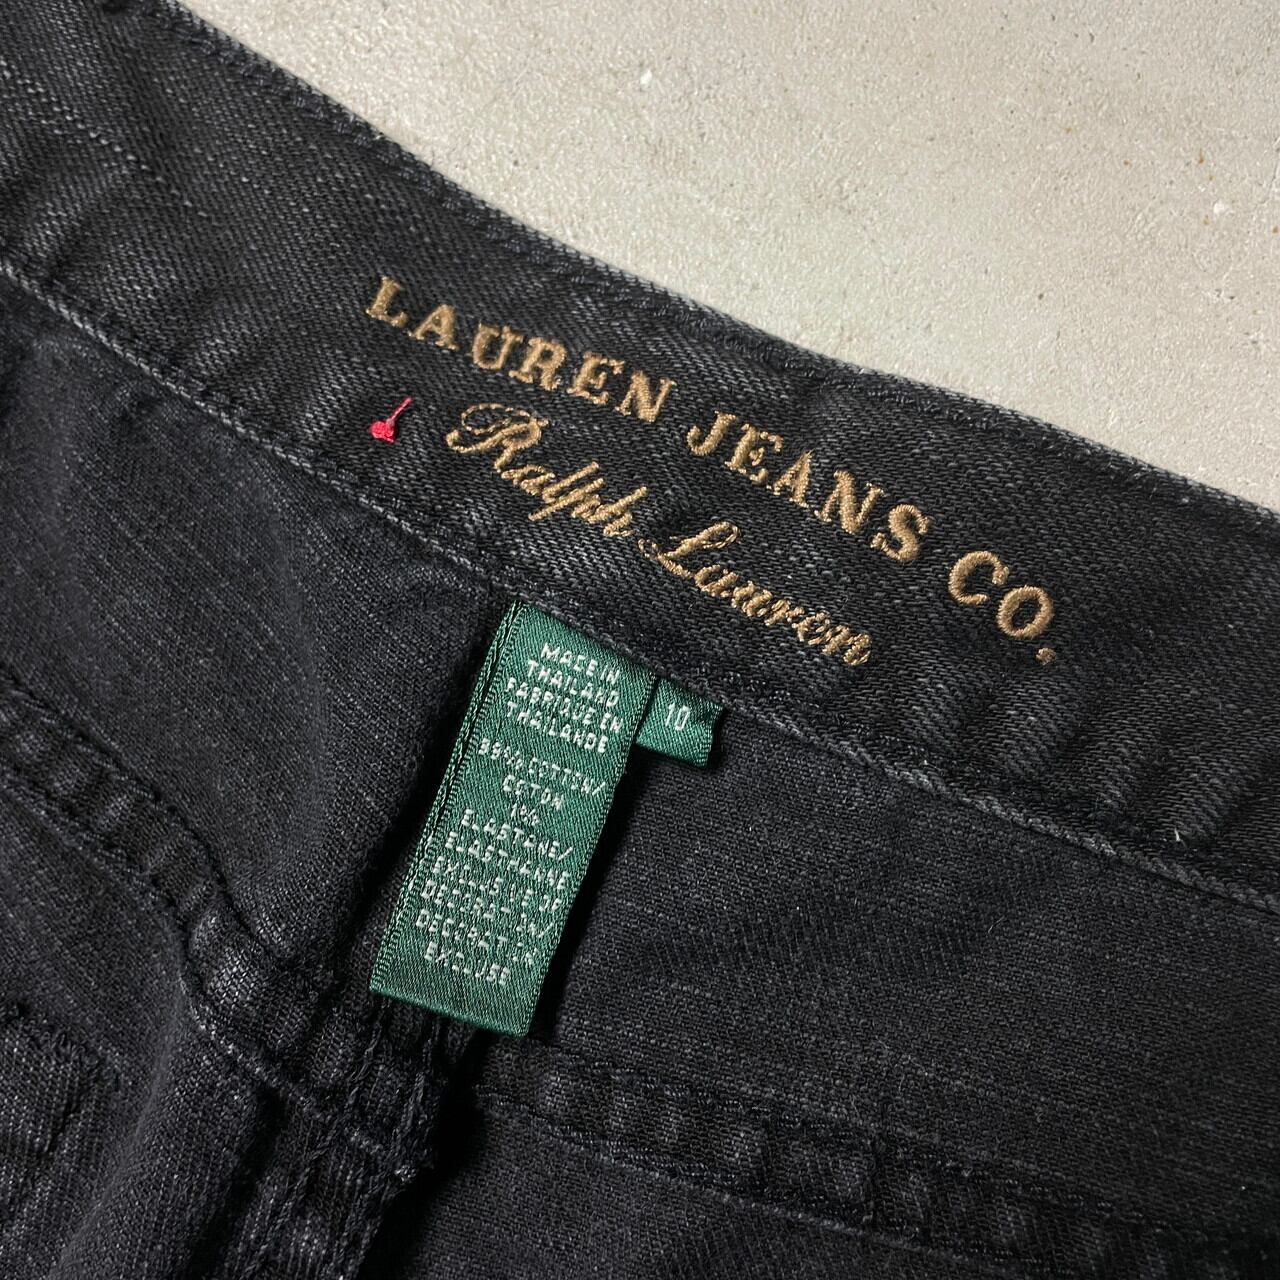 LAUREN JEANS CO.
Ralph Lauren
10
MADE IN
THAILAND
FABRIQUE EN
THAILANDE
99% COTTON/
COTON
1%
ELASTANE/
ELASTHANNE
EXCLUSIVE OF
DECORATION/
DECORATION
EXCLUSE